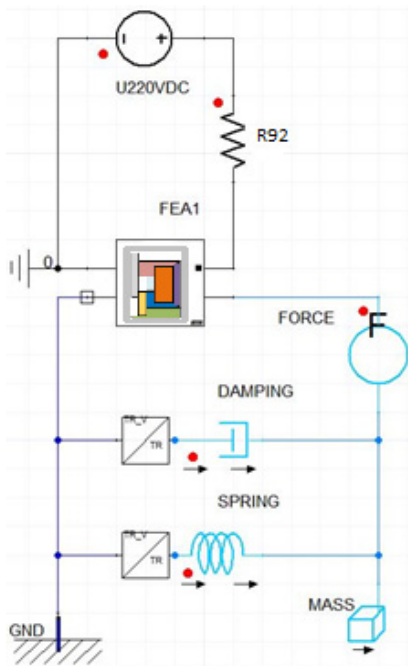 U220VDC
R92
FEA1
0
FORCE
F
DAMPING
TR_V
TR
SPRING
TR_V
TR
MASS
GND